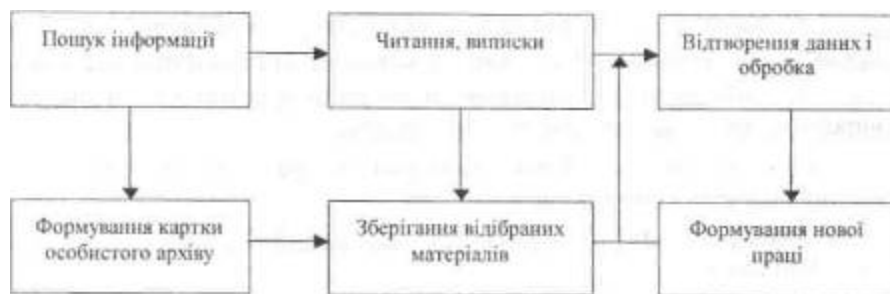 Пошук інформації
Читання, виписки
Відтворення даних і
обробка
Формування картки
особистого архіву
Зберігання відібраних
матеріалів
Формування нової
праці